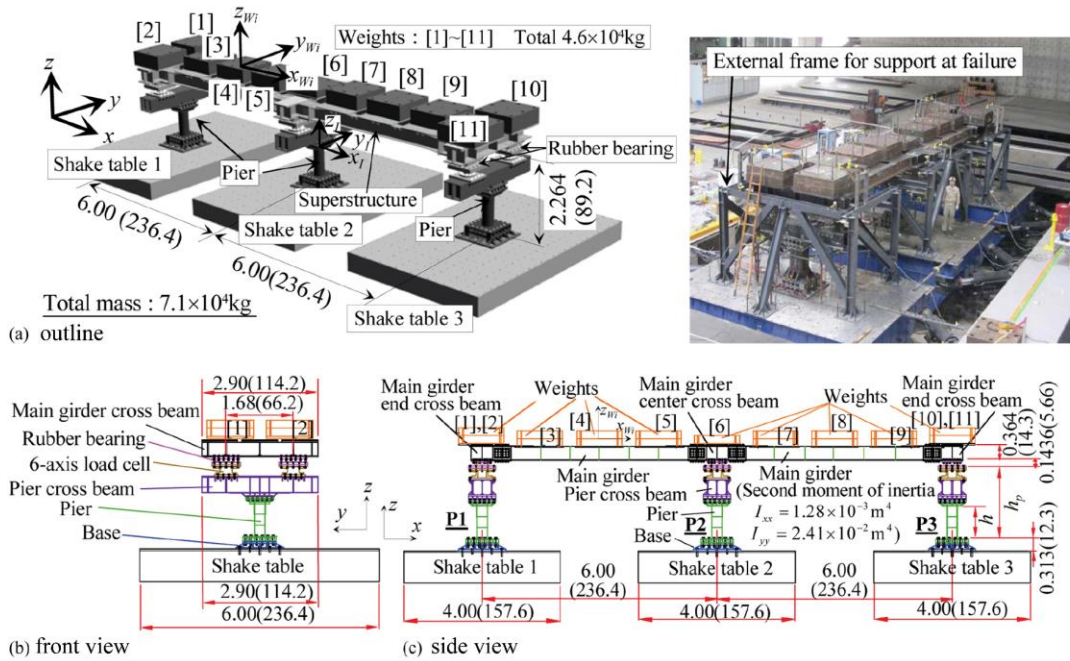 [1]
[2]
[3]
[4]
[5]
z_Wi
y_Wi
x_Wi
Weights : [1]~[11] Total 4.6×10⁴kg
[6]
[7]
[8]
[9]
[10]
[11]
z
y
x
z_I
y_I
x_I
Rubber bearing
Shake table 1
Pier
Superstructure
Shake table 2
Pier
2.264
(89.2)
6.00 (236.4)
6.00(236.4)
Total mass : 7.1×10⁴kg
Shake table 3
(a) outline
External frame for support at failure
2.90(114.2)
1.68(66.2)
Main girder cross beam
Rubber bearing
6-axis load cell
Pier cross beam
Pier
Base
[1]
2
z
y
Shake table
2.90(114.2)
6.00(236.4)
(b) front view
Main girder
end cross beam
Weights
Main girder
center cross beam
Weights
Main girder
end cross beam
[1],[2]
[3]
[4]
[5]
z_Wi
x_Wi
[6]
[7]
[8]
[9]
[10],[11]
0.364
(14.3)
0.1436(5.66)
Main girder
Pier cross beam
Pier
Base
Main girder
(Second moment of inertia
I_xx = 1.28×10⁻³ m⁴
I_yy = 2.41×10⁻² m⁴)
z
x
P1
P2
P3
h
h_p
0.313(12.3)
Shake table 1
Shake table 2
Shake table 3
6.00
(236.4)
6.00
(236.4)
4.00(157.6)
4.00(157.6)
4.00(157.6)
(c) side view